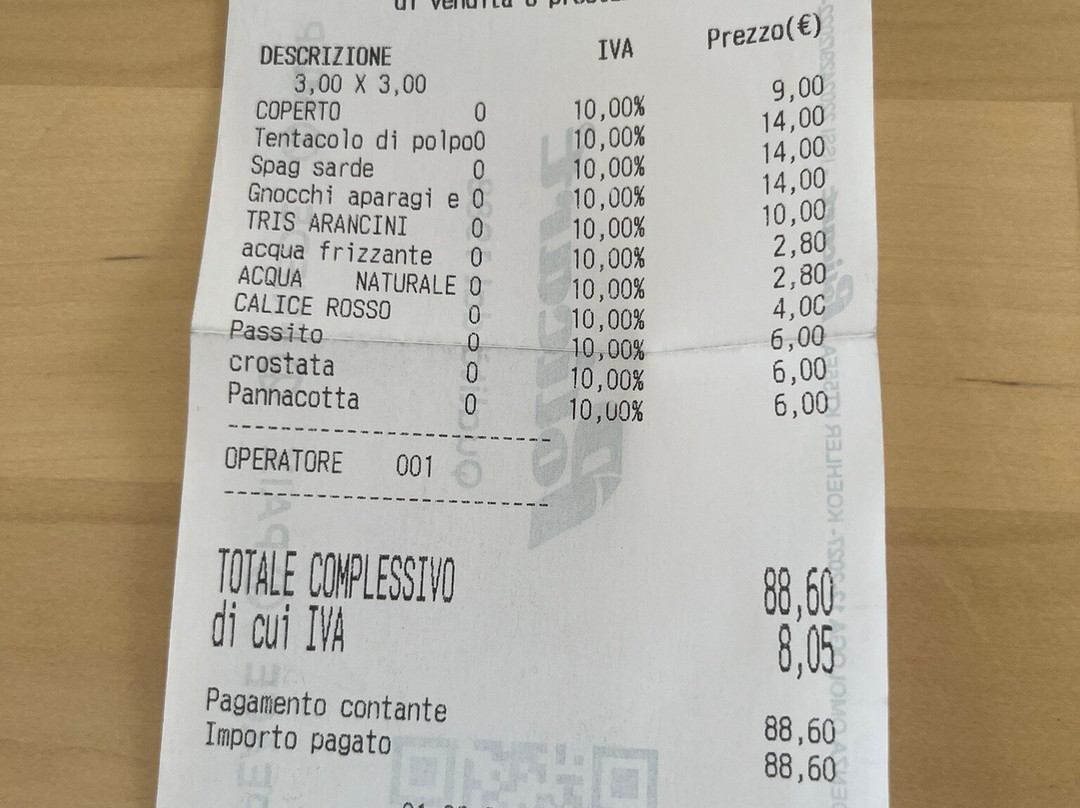 di vendita o
DESCRIZIONE IVA Prezzo(€)
3,00 X 3,00
COPERTO 0 10,00% 9,00
Tentacolo di polpo0 10,00% 14,00
Spag sarde 0 10,00% 14,00
Gnocchi aparagi e 0 10,00% 14,00
TRIS ARANCINI 0 10,00% 10,00
acqua frizzante 0 10,00% 2,80
ACQUA NATURALE 0 10,00% 2,80
CALICE ROSSO 0 10,00% 4,00
Passito 0 10,00% 6,00
crostata 0 10,00% 6,00
Pannacotta 0 10,00% 6,00
OPERATORE 001
TOTALE COMPLESSIVO 88,60
di cui IVA 8,05
Pagamento contante 88,60
Importo pagato 88,60